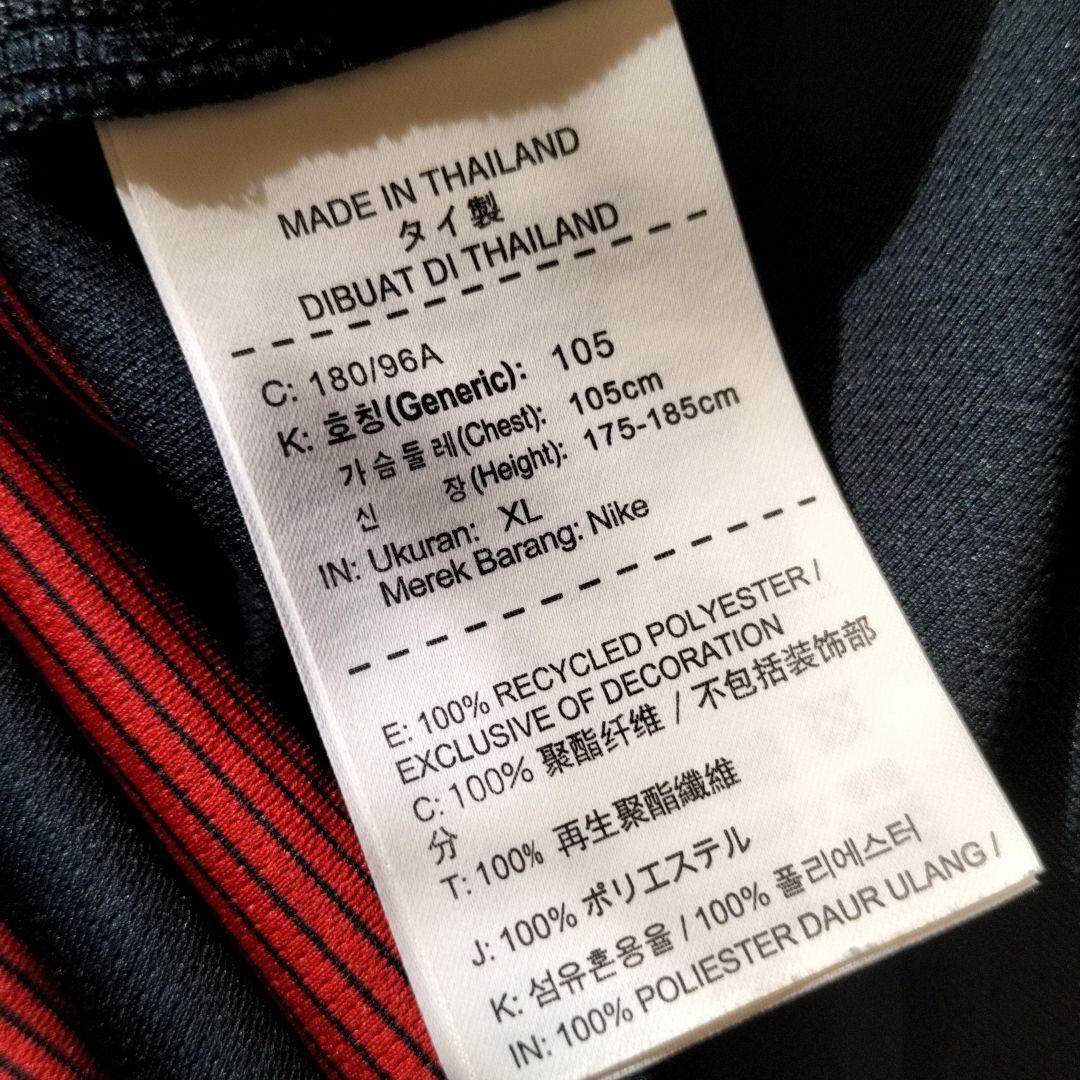 MADE IN THAILAND
タイ製
DIBUAT DI THAILAND
C: 180/96A
K: 호칭(Generic): 105
가슴둘레(Chest): 105cm
신 장(Height): 175-185cm
IN: Ukuran: XL
Merek Barang: Nike
E: 100% RECYCLED POLYESTER /
EXCLUSIVE OF DECORATION
C: 100% 聚酯纤维 / 不包括装饰部
分
T: 100% 再生聚酯纖維
J: 100% ポリエステル
K: 섬유혼용율 / 100% 폴리에스터
IN: 100% POLIESTER DAUR ULANG /